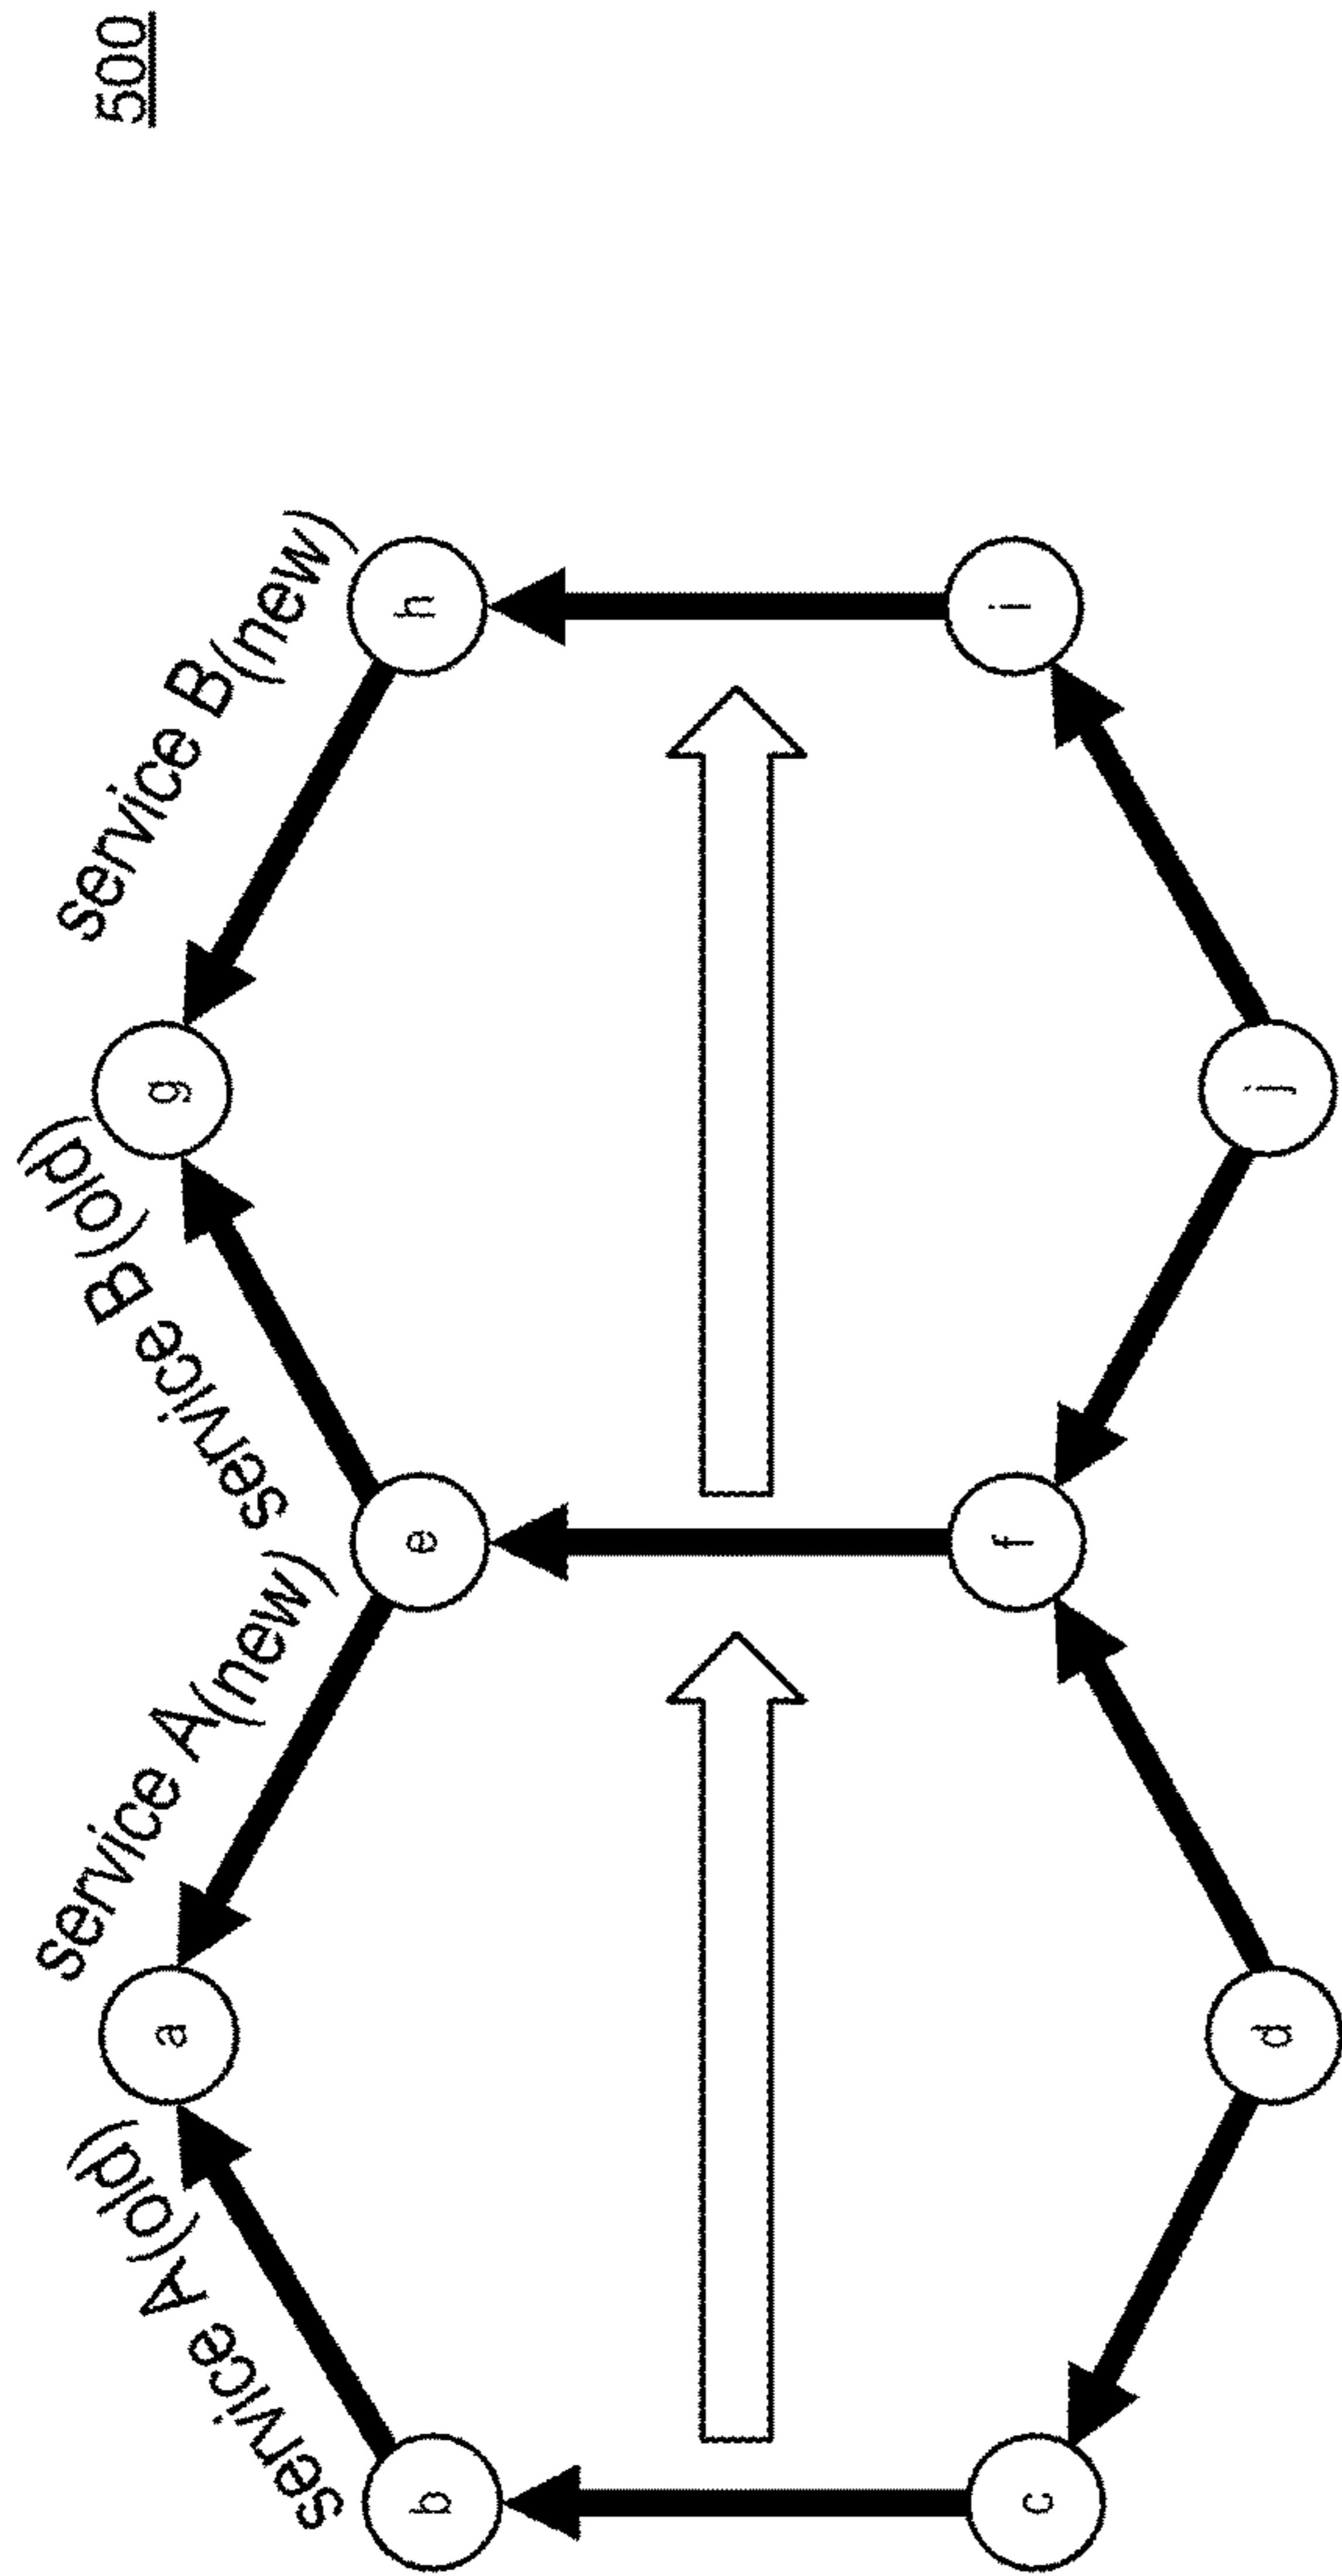 500
service A(old)
service A(new)
service B(old)
service B(new)
a
g
b
e
h
c
f
i
d
j